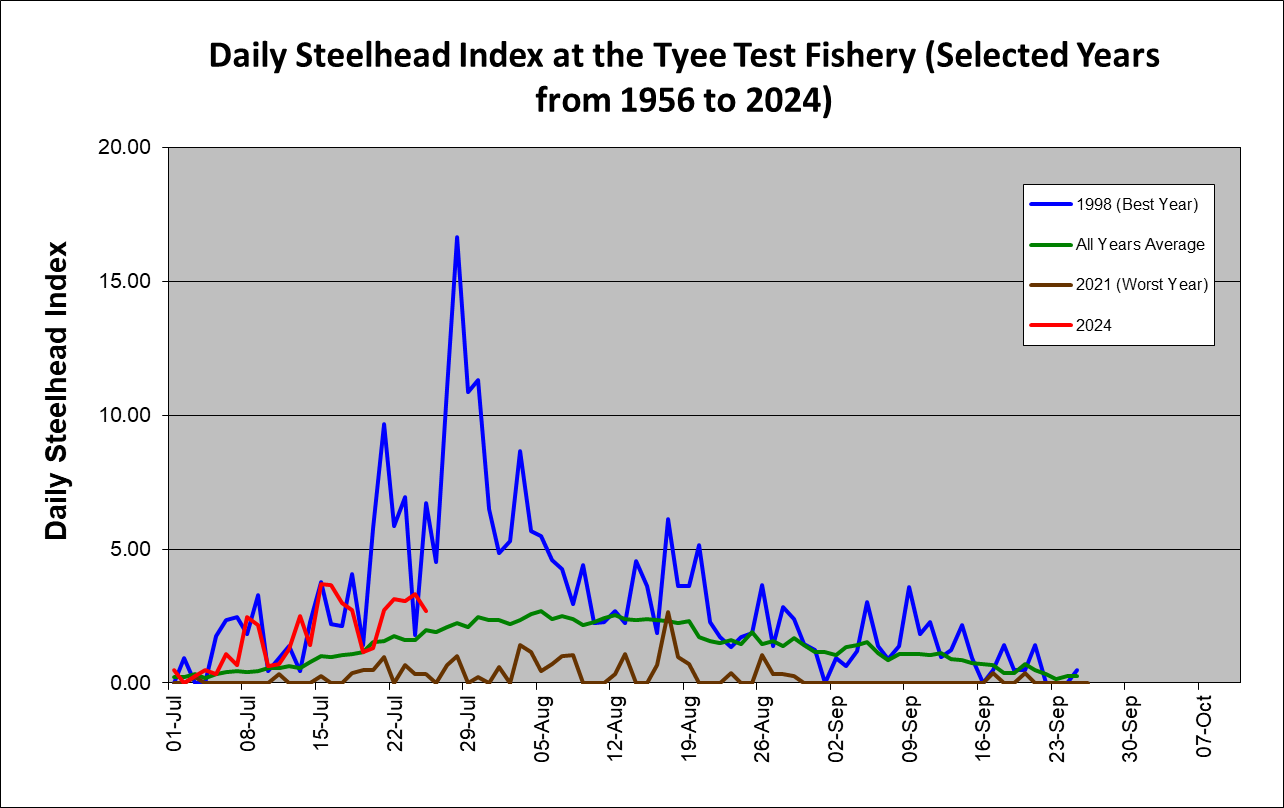 Daily Steelhead Index at the Tyee Test Fishery (Selected Years
from 1956 to 2024)
Daily Steelhead Index
20.00
15.00
10.00
5.00
0.00
1998 (Best Year)
All Years Average
2021 (Worst Year)
2024
01-Jul
08-Jul
15-Jul
22-Jul
29-Jul
05-Aug
12-Aug
19-Aug
26-Aug
02-Sep
09-Sep
16-Sep
23-Sep
30-Sep
07-Oct